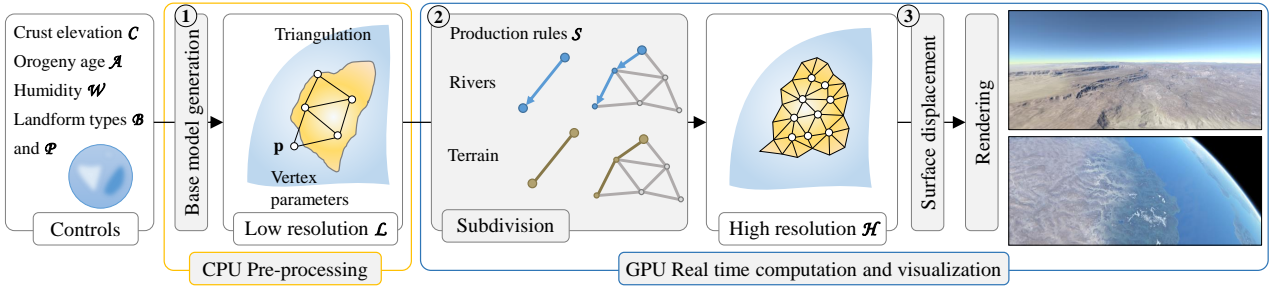 Crust elevation 𝓒
Orogeny age 𝓐
Humidity 𝓦
Landform types 𝓑
and 𝓟
Controls
1
Base model generation
Triangulation
p
Vertex
parameters
Low resolution 𝓛
CPU Pre-processing
2
Production rules 𝓢
Rivers
Terrain
Subdivision
High resolution 𝓗
3
Surface displacement
Rendering
GPU Real time computation and visualization